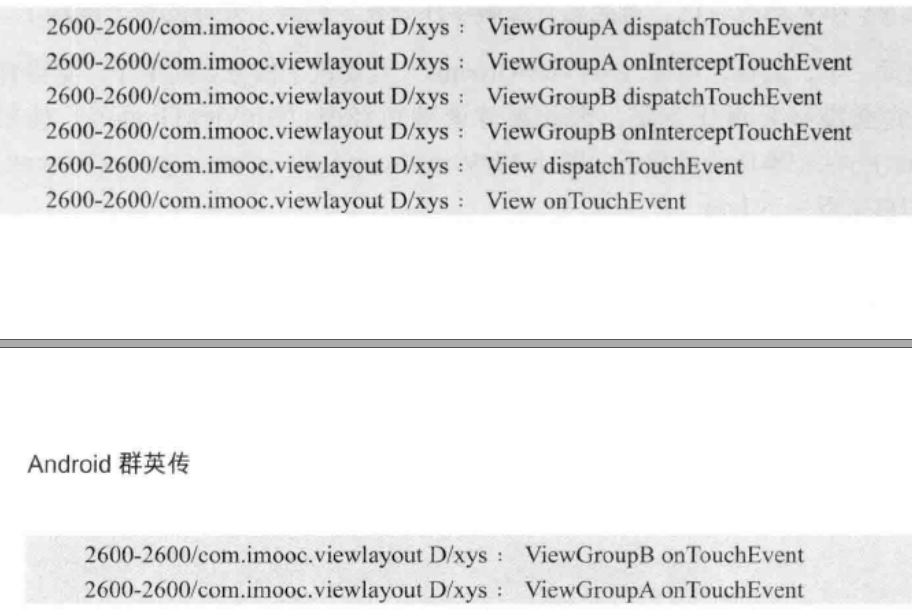 2600-2600/com.imooc.viewlayout D/xys： ViewGroupA dispatchTouchEvent
2600-2600/com.imooc.viewlayout D/xys： ViewGroupA onInterceptTouchEvent
2600-2600/com.imooc.viewlayout D/xys： ViewGroupB dispatchTouchEvent
2600-2600/com.imooc.viewlayout D/xys： ViewGroupB onInterceptTouchEvent
2600-2600/com.imooc.viewlayout D/xys： View dispatchTouchEvent
2600-2600/com.imooc.viewlayout D/xys： View onTouchEvent
Android 群英传
2600-2600/com.imooc.viewlayout D/xys： ViewGroupB onTouchEvent
2600-2600/com.imooc.viewlayout D/xys： ViewGroupA onTouchEvent